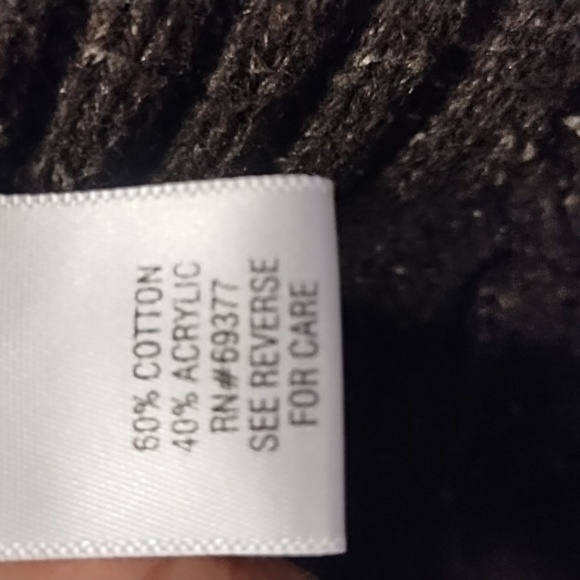 60% COTTON
40% ACRYLIC
RN#69377
SEE REVERSE
FOR CARE